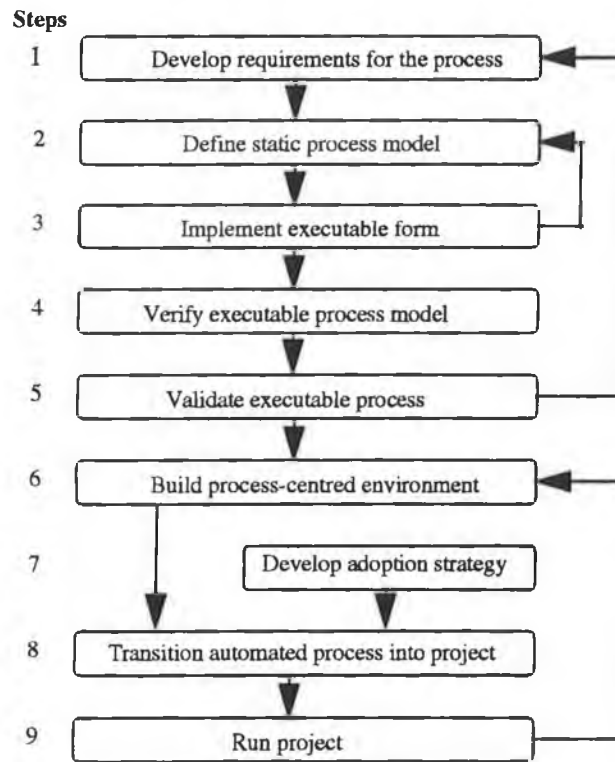 Steps
1 Develop requirements for the process
2 Define static process model
3 Implement executable form
4 Verify executable process model
5 Validate executable process
6 Build process-centred environment
7 Develop adoption strategy
8 Transition automated process into project
9 Run project